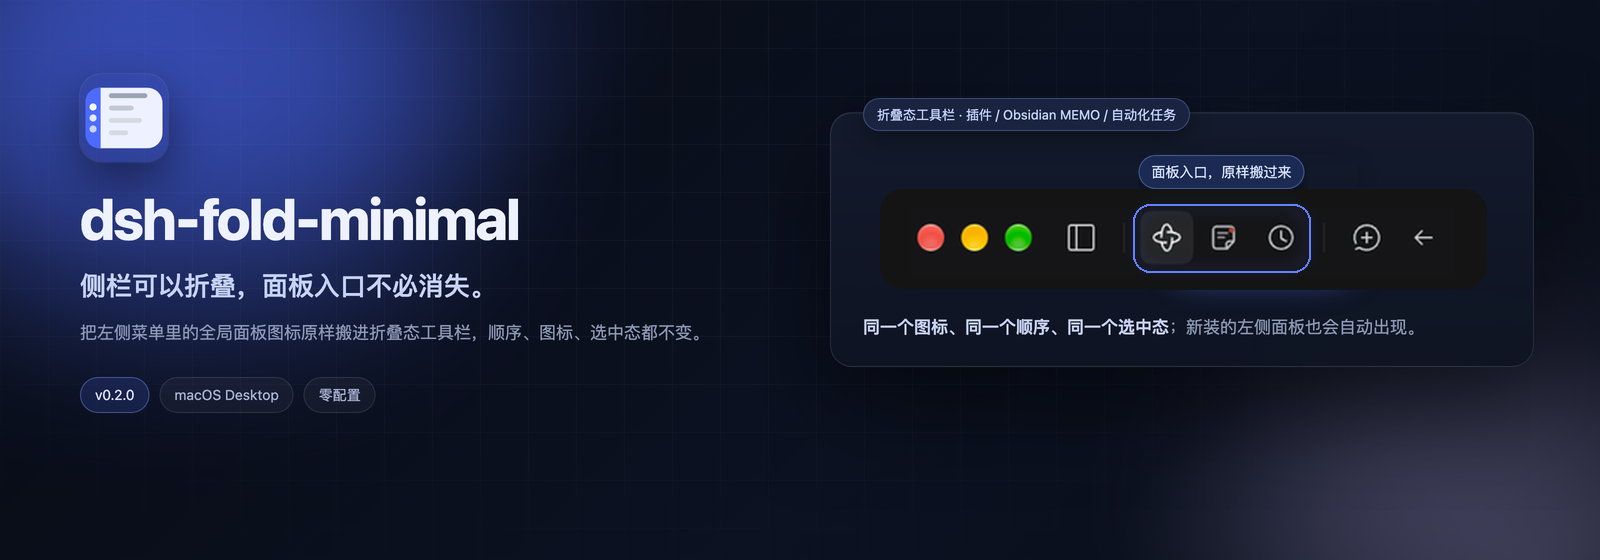 dsh-fold-minimal
侧栏可以折叠，面板入口不必消失。
把左侧菜单里的全局面板图标原样搬进折叠态工具栏，顺序、图标、选中态都不变。
v0.2.0
macOS Desktop
零配置
折叠态工具栏 · 插件 / Obsidian MEMO / 自动化任务
面板入口，原样搬过来
同一个图标、同一个顺序、同一个选中态；新装的左侧面板也会自动出现。